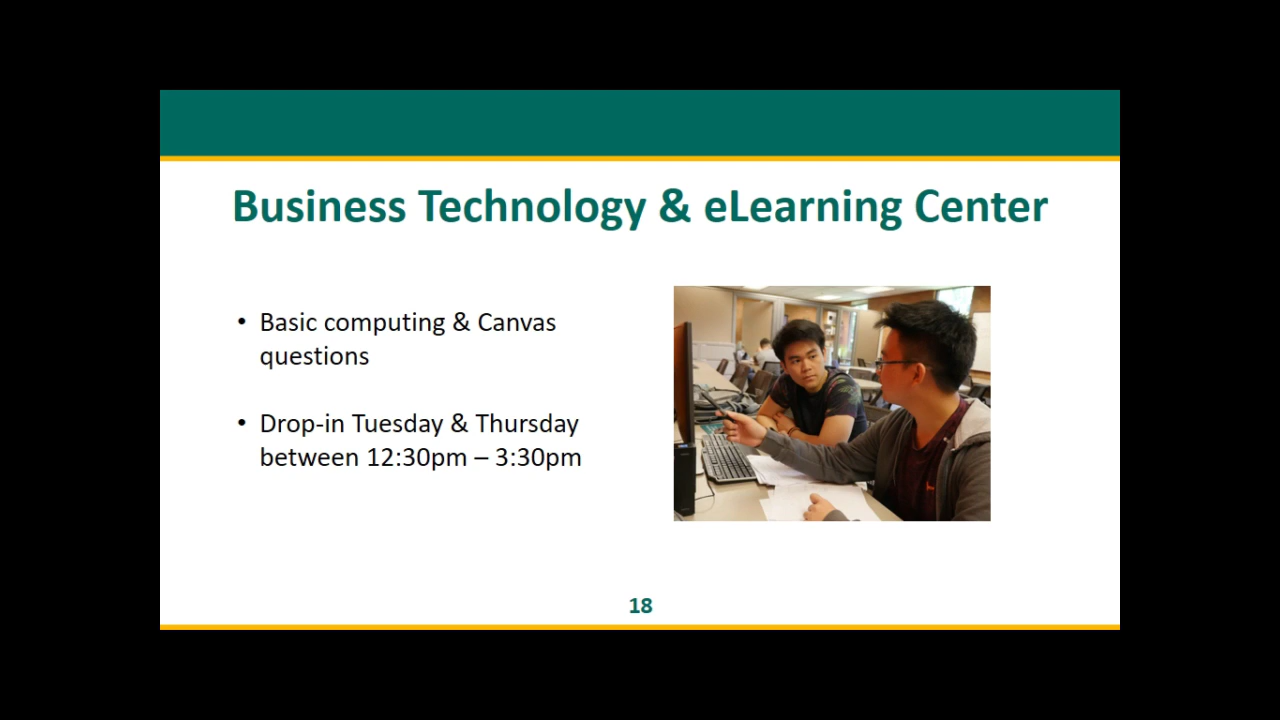 Business Technology & eLearning Center
• Basic computing & Canvas
questions
• Drop-in Tuesday & Thursday
between 12:30pm – 3:30pm
18